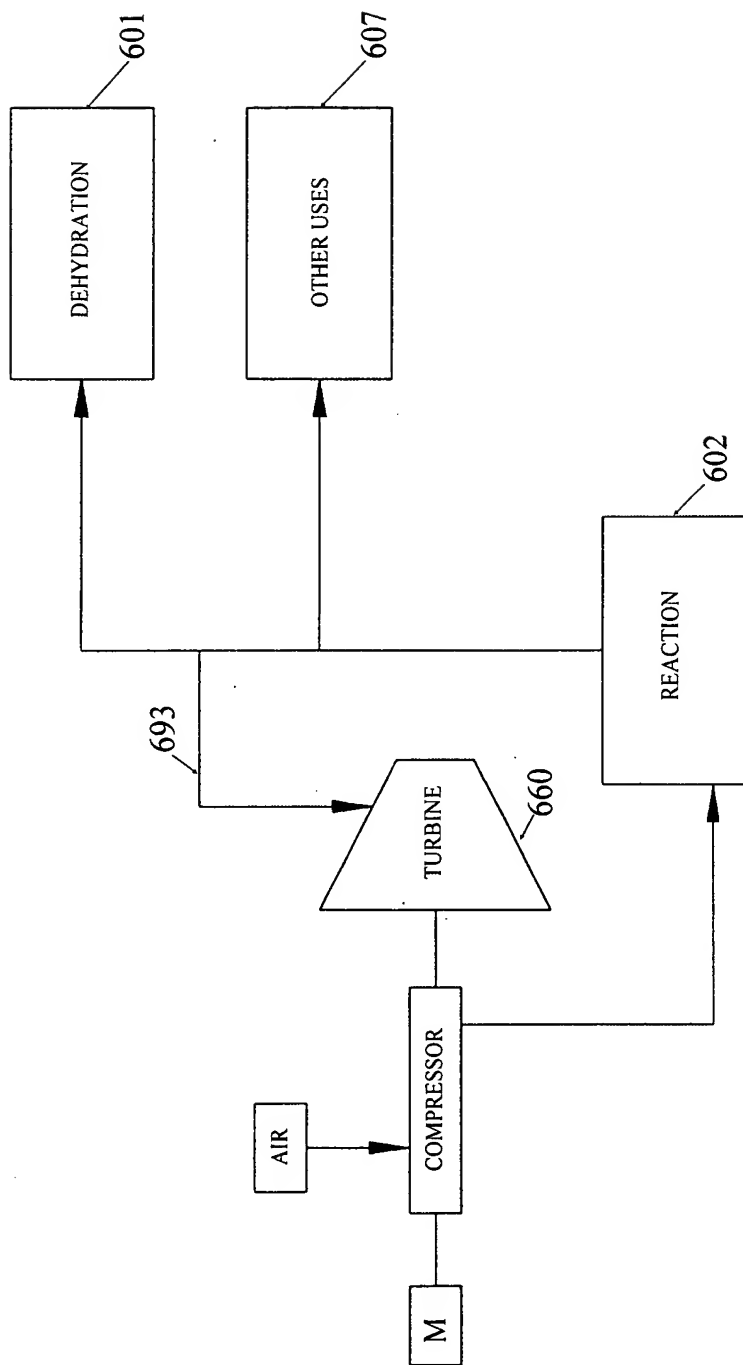 601
DEHYDRATION
607
OTHER USES
602
REACTION
693
TURBINE
660
AIR
COMPRESSOR
M